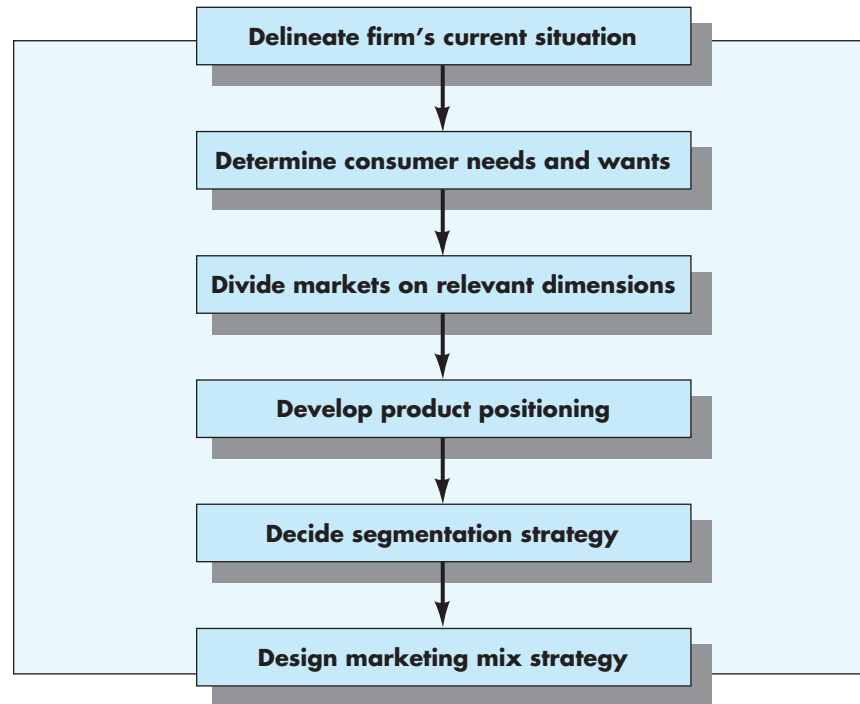 Delineate firm’s current situation
Determine consumer needs and wants
Divide markets on relevant dimensions
Develop product positioning
Decide segmentation strategy
Design marketing mix strategy